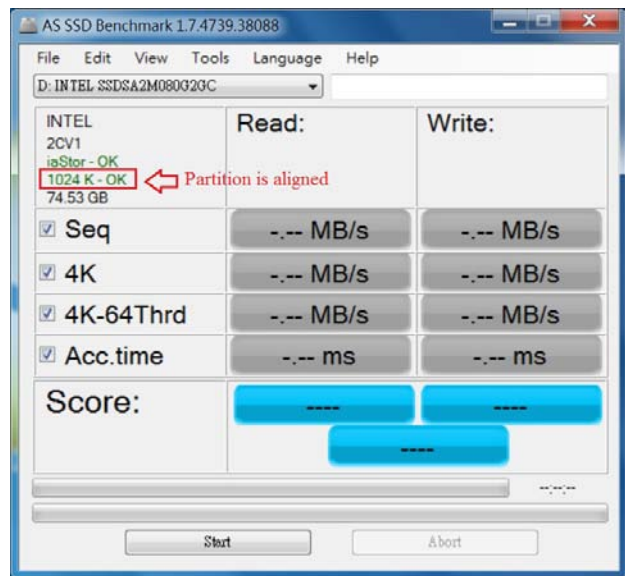 AS SSD Benchmark 1.7.4739.38088
File Edit View Tools Language Help
D: INTEL SSDSA2M080G2GC
INTEL
2CV1
iaStor - OK
1024 K - OK
Partition is aligned
74.53 GB
Read:
Write:
Seq
-.-- MB/s
-.-- MB/s
4K
-.-- MB/s
-.-- MB/s
4K-64Thrd
-.-- MB/s
-.-- MB/s
Acc.time
-.-- ms
-.-- ms
Score:
----
----
----
--:--:--
Start
Abort